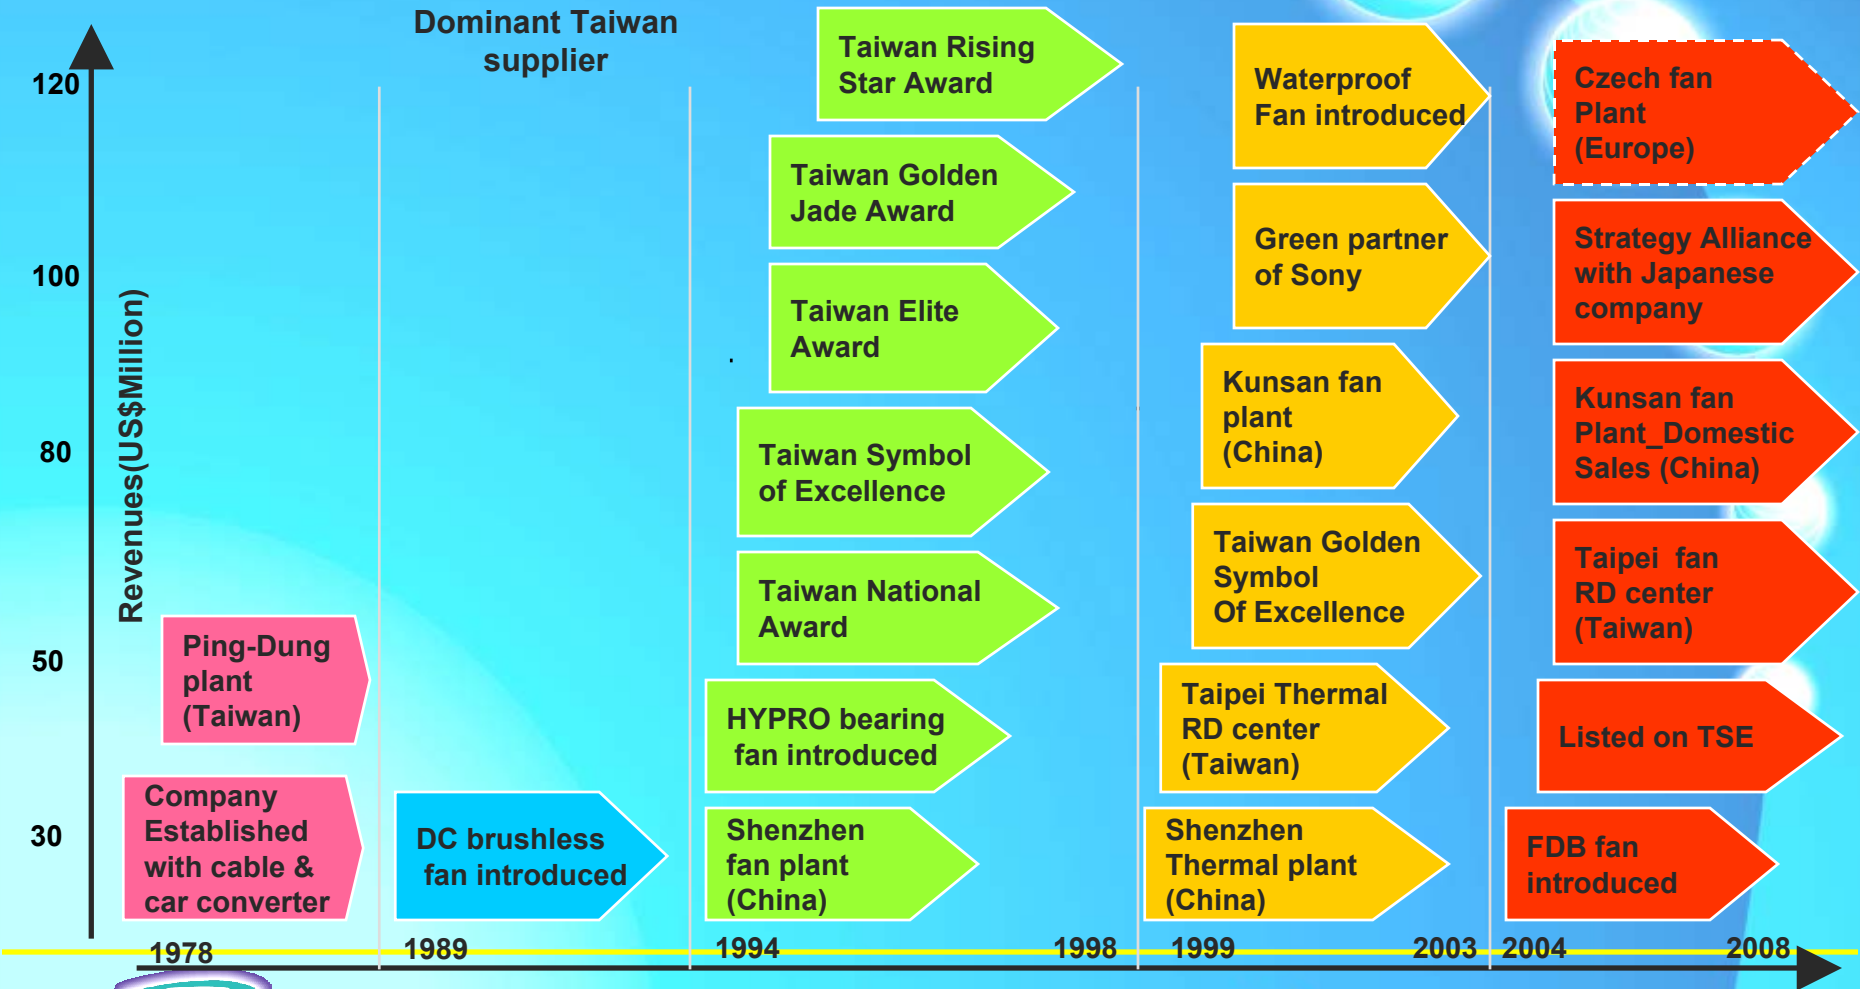 Dominant Taiwan
supplier
120
100
80
50
30
Revenues(US$Million)
Ping-Dung
plant
(Taiwan)
Company
Established
with cable &
car converter
DC brushless
fan introduced
Taiwan Rising
Star Award
Taiwan Golden
Jade Award
Taiwan Elite
Award
Taiwan Symbol
of Excellence
Taiwan National
Award
HYPRO bearing
fan introduced
Shenzhen
fan plant
(China)
Waterproof
Fan introduced
Green partner
of Sony
Kunsan fan
plant
(China)
Taiwan Golden
Symbol
Of Excellence
Taipei Thermal
RD center
(Taiwan)
Shenzhen
Thermal plant
(China)
Czech fan
Plant
(Europe)
Strategy Alliance
with Japanese
company
Kunsan fan
Plant_Domestic
Sales (China)
Taipei fan
RD center
(Taiwan)
Listed on TSE
FDB fan
introduced
1978
1989
1994
1998
1999
2003
2004
2008